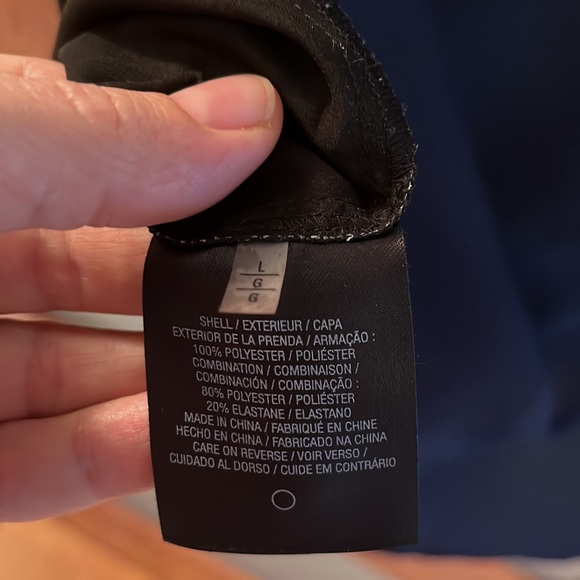 L
G
G
SHELL / EXTERIEUR / CAPA
EXTERIOR DE LA PRENDA / ARMAÇÃO :
100% POLYESTER / POLIÉSTER
COMBINATION / COMBINAISON /
COMBINACIÓN / COMBINAÇÃO :
80% POLYESTER / POLIÉSTER
20% ELASTANE / ELASTANO
MADE IN CHINA / FABRIQUÉ EN CHINE
HECHO EN CHINA / FABRICADO NA CHINA
CARE ON REVERSE / VOIR VERSO /
CUIDADO AL DORSO / CUIDE EM CONTRÁRIO